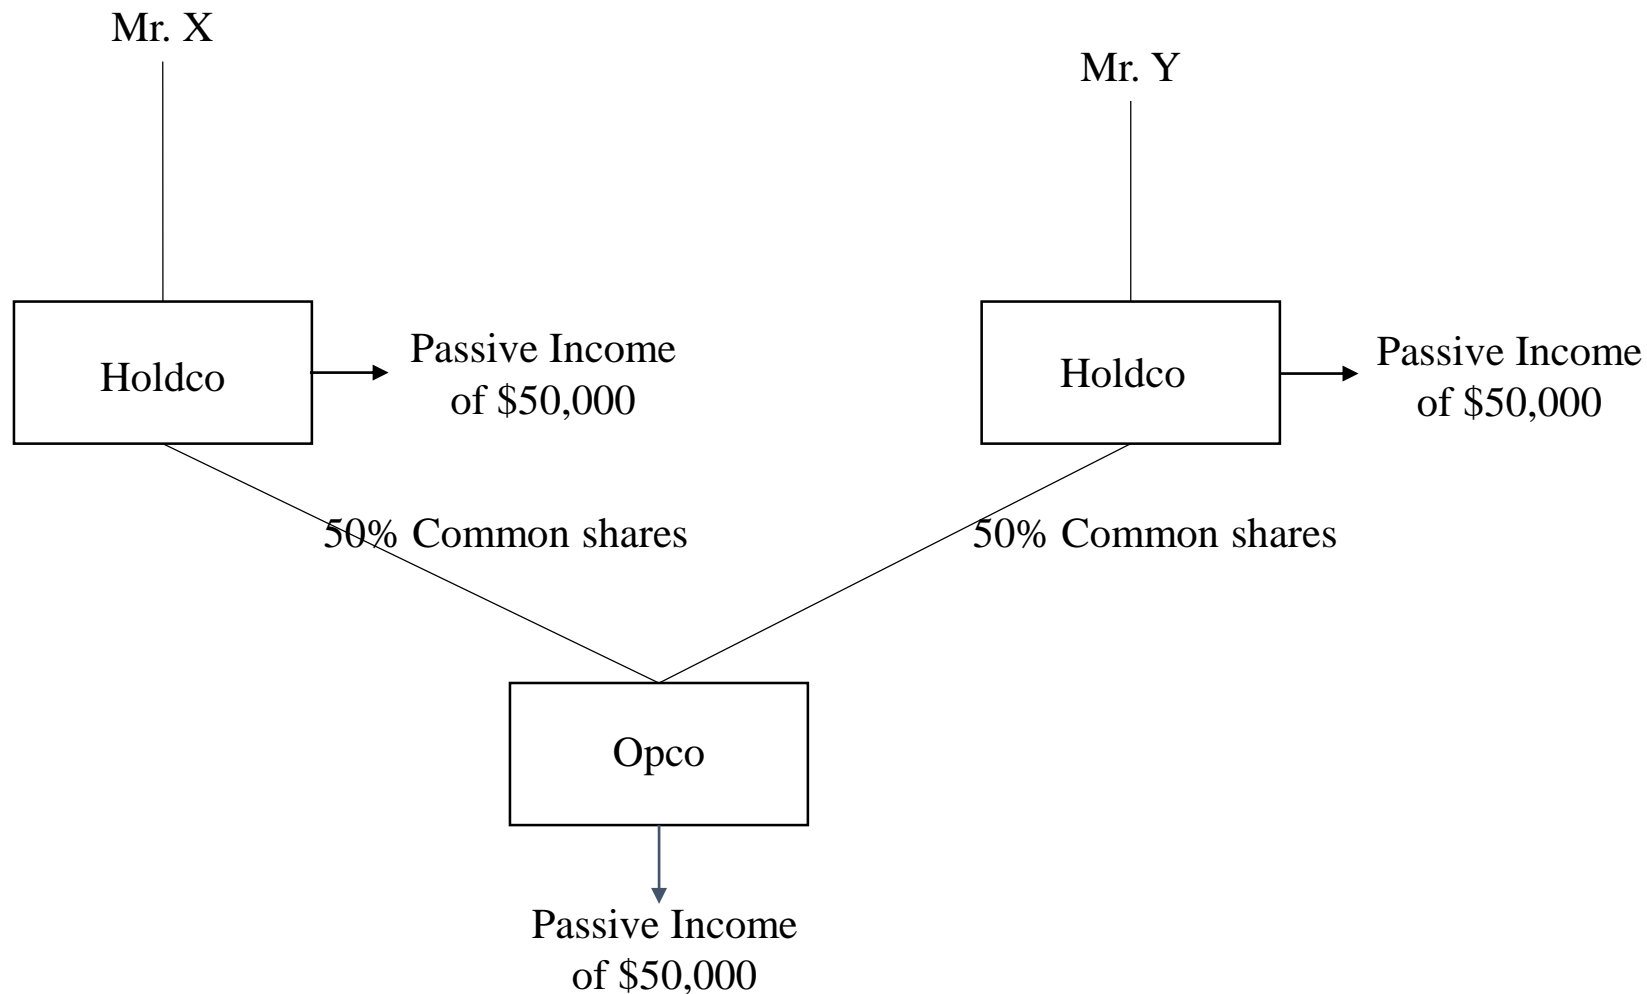 Mr. X
Mr. Y
Holdco
Passive Income
of $50,000
Holdco
Passive Income
of $50,000
50% Common shares
50% Common shares
Opco
Passive Income
of $50,000